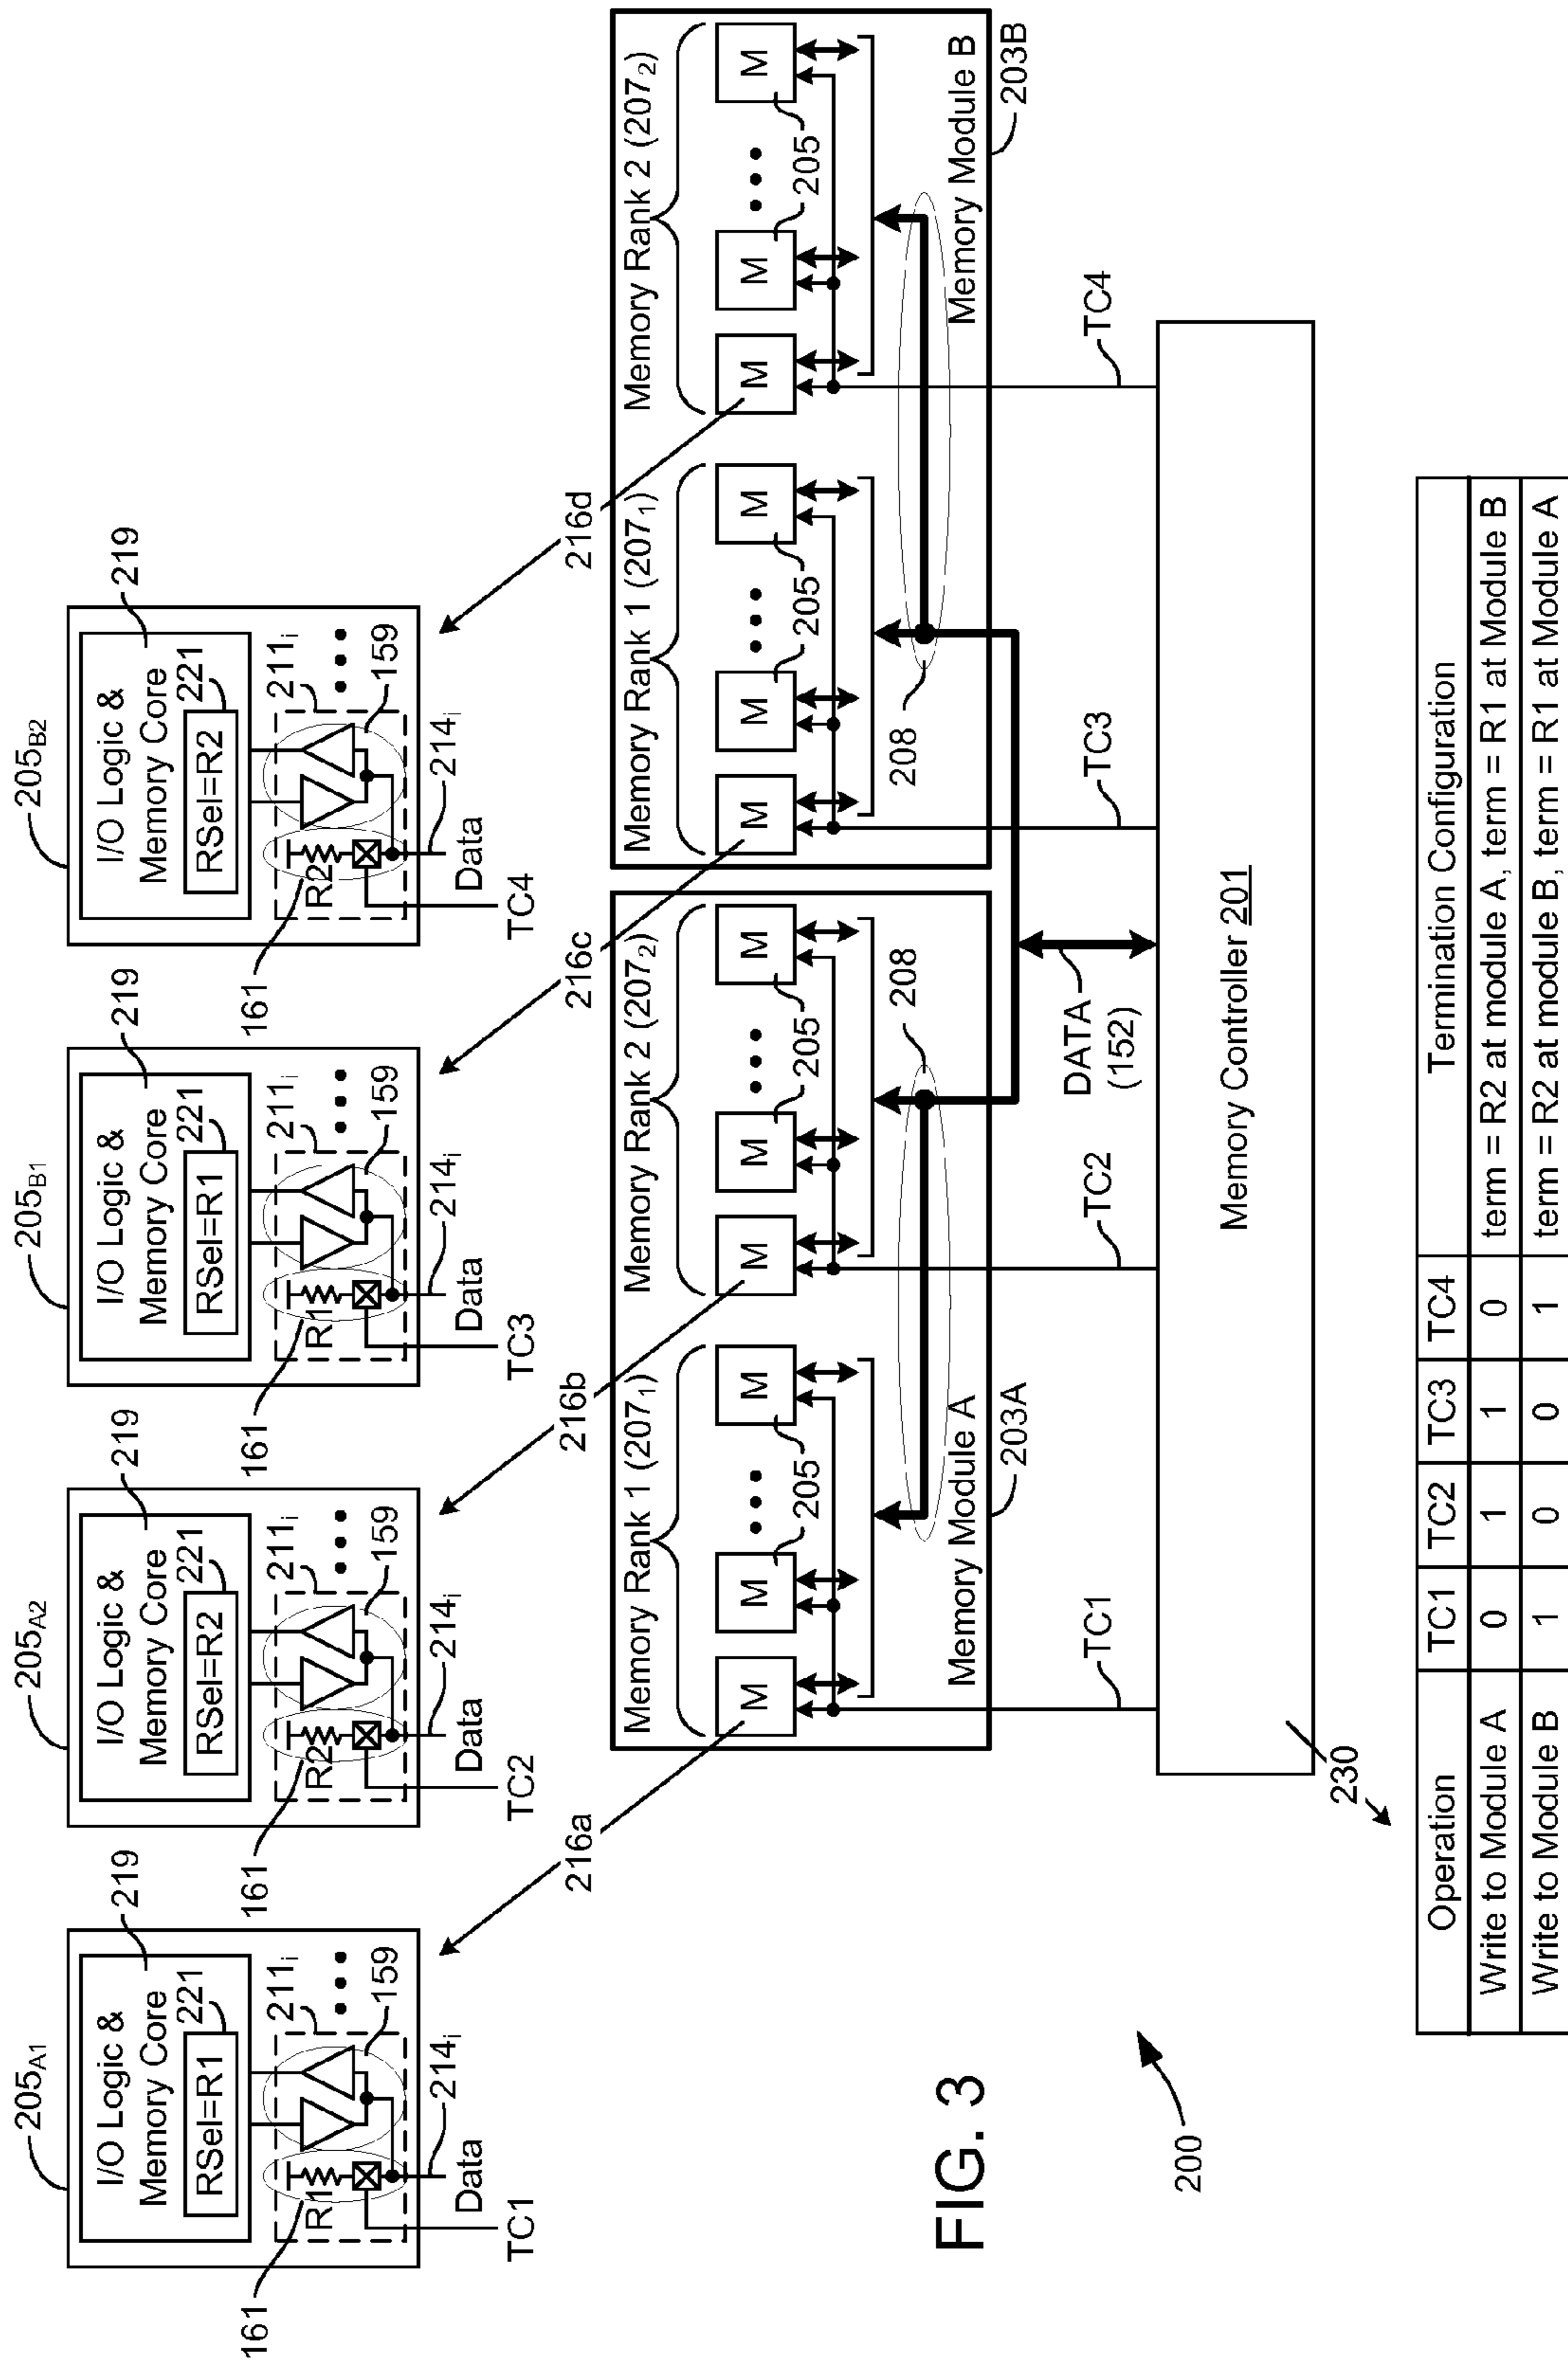 205A1
205A2
205B1
205B2
I/O Logic &
Memory Core
219
RSel=R1
221
211i
R1
159
161
214i
Data
TC1
I/O Logic &
Memory Core
219
RSel=R2
221
211i
R2
159
161
214i
Data
TC2
I/O Logic &
Memory Core
219
RSel=R1
221
211i
R1
159
161
214i
Data
TC3
I/O Logic &
Memory Core
219
RSel=R2
221
211i
R2
159
161
214i
Data
TC4
216a
216b
216c
216d
Memory Rank 1 (207₁)
M M M
205
Memory Rank 2 (207₂)
M M M
205
208
Memory Module A
203A
Memory Rank 1 (207₁)
M M M
205
Memory Rank 2 (207₂)
M M M
205
208
Memory Module B
203B
TC1
TC2
DATA
(152)
TC3
TC4
Memory Controller 201
FIG. 3
200
230
Operation TC1 TC2 TC3 TC4 Termination Configuration
Write to Module A 0 1 1 0 term = R2 at module A, term = R1 at Module B
Write to Module B 1 0 0 1 term = R2 at module B, term = R1 at Module A